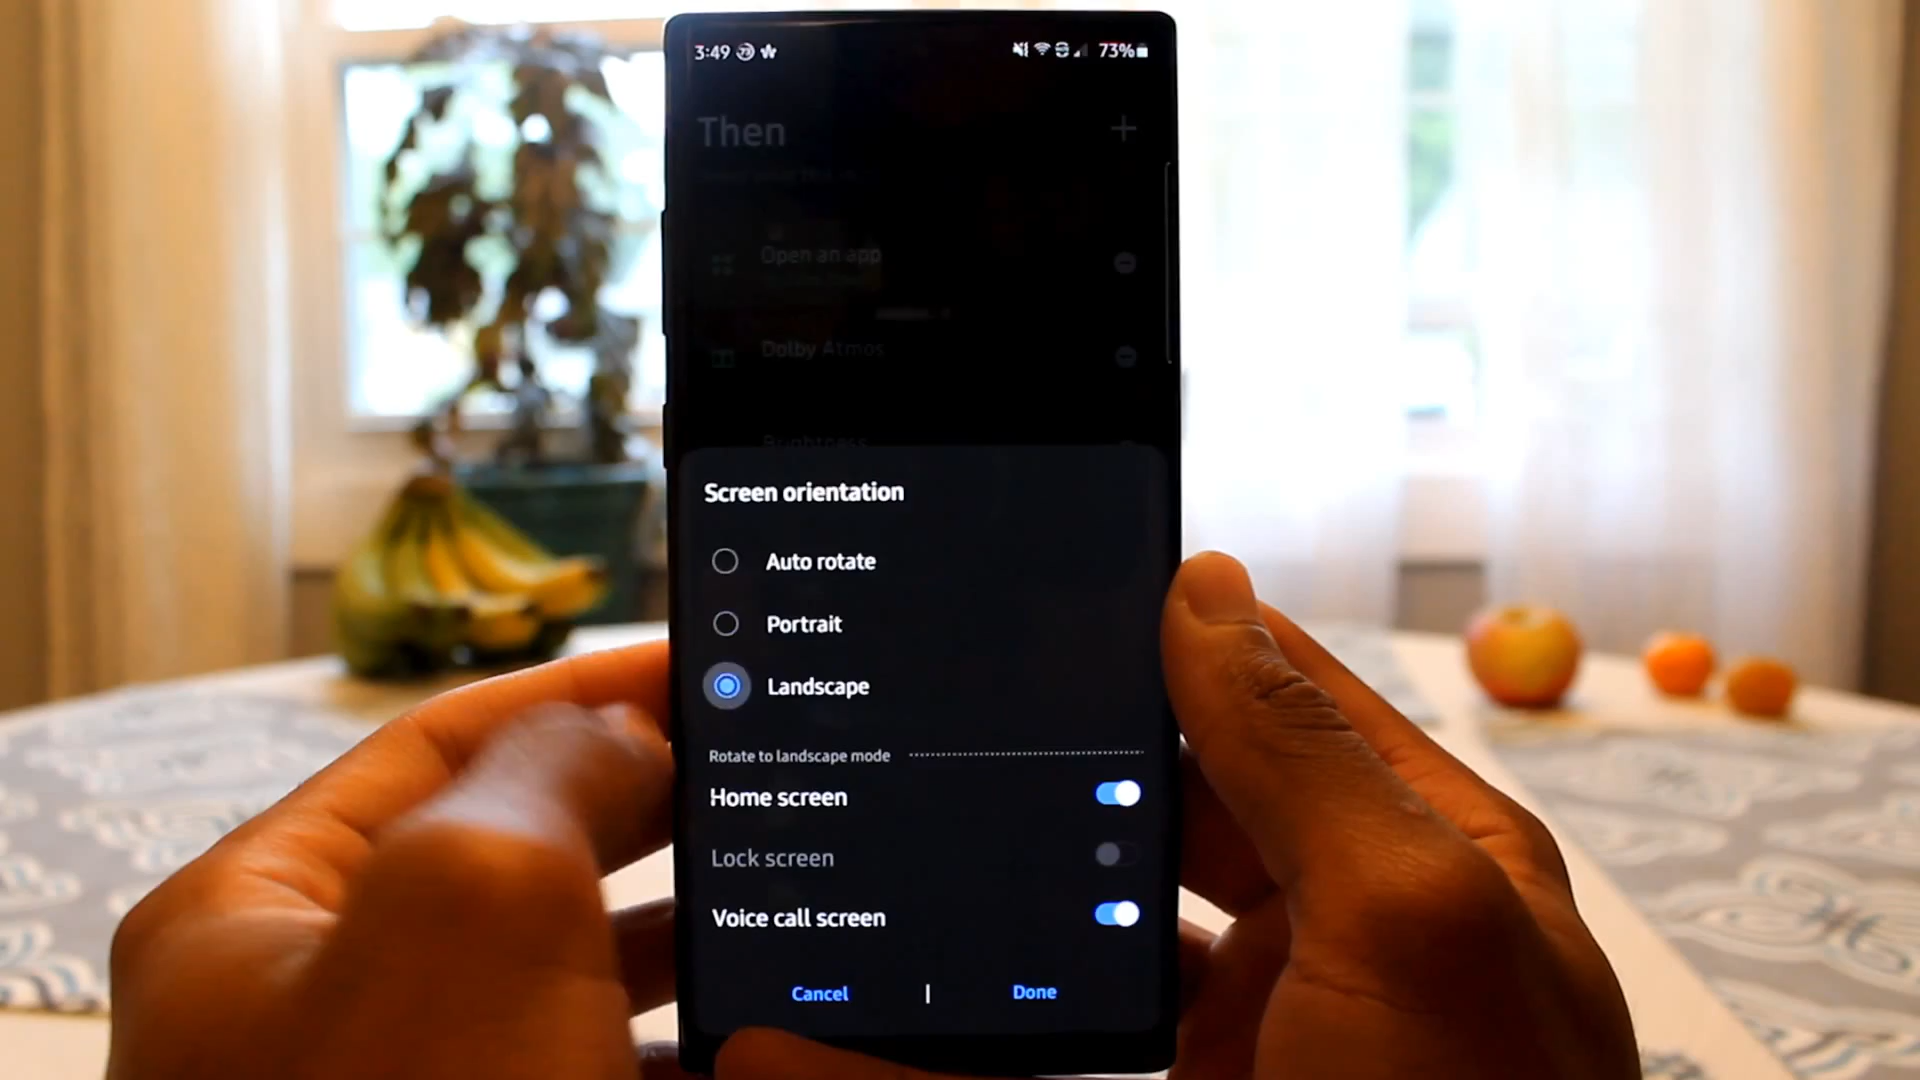 3:49 73%
Then
Open an app
Dolby Atmos
Brightness
Screen orientation
Auto rotate
Portrait
Landscape
Rotate to landscape mode
Home screen
Lock screen
Voice call screen
Cancel | Done